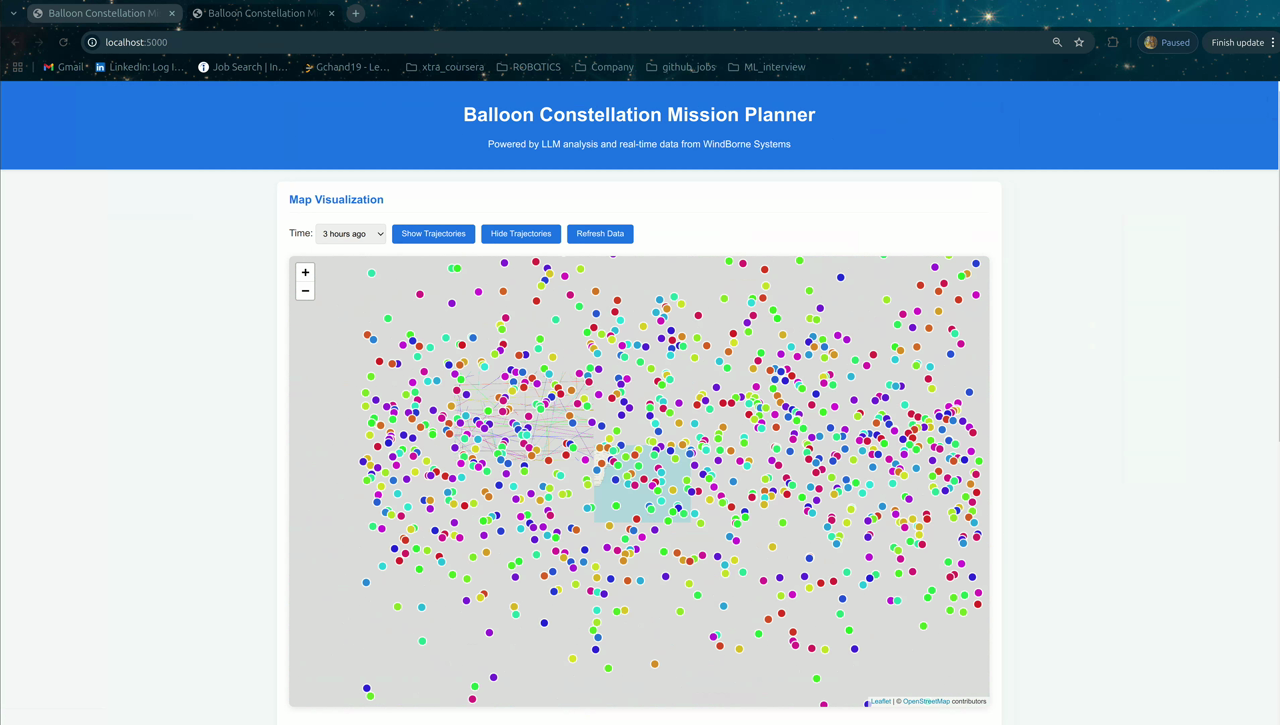 Balloon Constellation Mi
Balloon Constellation M
localhost:5000
Paused
Finish update
Gmail
LinkedIn: Log I...
Job Search | In...
Gchand19 - Le...
xtra_coursera
ROBOTICS
Company
github_jobs
ML_interview
Balloon Constellation Mission Planner
Powered by LLM analysis and real-time data from WindBorne Systems
Map Visualization
Time: 3 hours ago Show Trajectories Hide Trajectories Refresh Data
+
−
Leaflet | © OpenStreetMap contributors